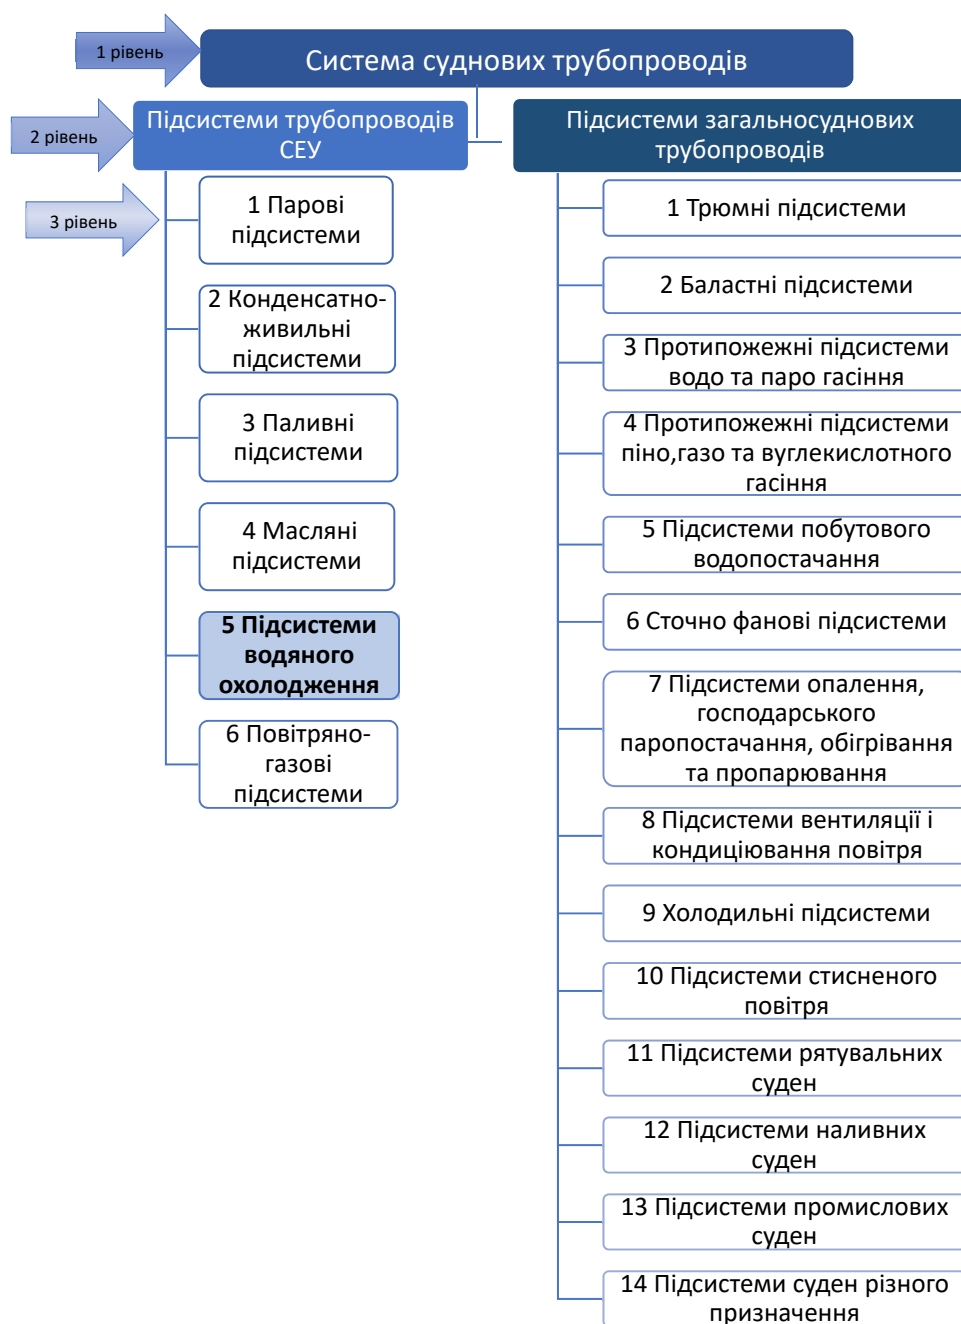 1 рівень
Система суднових трубопроводів
2 рівень
Підсистеми трубопроводів
СЕУ
Підсистеми загальносуднових
трубопроводів
3 рівень
1 Парові
підсистеми
2 Конденсатно-
живильні
підсистеми
3 Паливні
підсистеми
4 Масляні
підсистеми
5 Підсистеми
водяного
охолодження
6 Повітряно-
газові
підсистеми
1 Трюмні підсистеми
2 Баластні підсистеми
3 Протипожежні підсистеми
водо та паро гасіння
4 Протипожежні підсистеми
піно,газо та вуглекислотного
гасіння
5 Підсистеми побутового
водопостачання
6 Сточно фанові підсистеми
7 Підсистеми опалення,
господарського
паропостачання, обігрівання
та пропарювання
8 Підсистеми вентиляції і
кондиціювання повітря
9 Холодильні підсистеми
10 Підсистеми стисненого
повітря
11 Підсистеми рятувальних
суден
12 Підсистеми наливних
суден
13 Підсистеми промислових
суден
14 Підсистеми суден різного
призначення